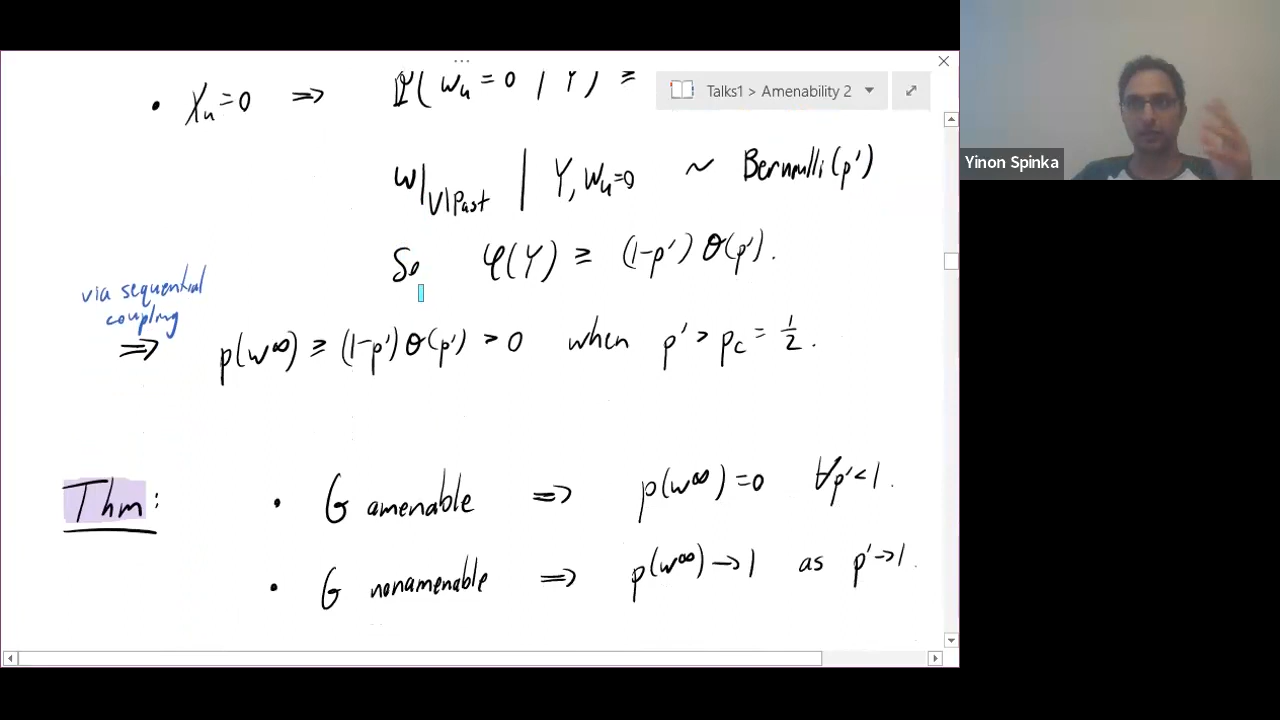 Talks1 > Amenability 2
• X_u = 0 ⇒ P( w_u = 0 | Y ) ≥
w|_{V\Past} | Y, w_u=0 ~ Bernoulli(p')
So φ(Y) ≥ (1-p') θ(p').
via sequential
coupling
⇒ p(w^∞) ≥ (1-p') θ(p') > 0 when p' > p_c = 1/2.
Thm: • G amenable ⇒ p(w^∞) = 0 ∀p'<1.
• G nonamenable ⇒ p(w^∞) → 1 as p' → 1.
Yinon Spinka